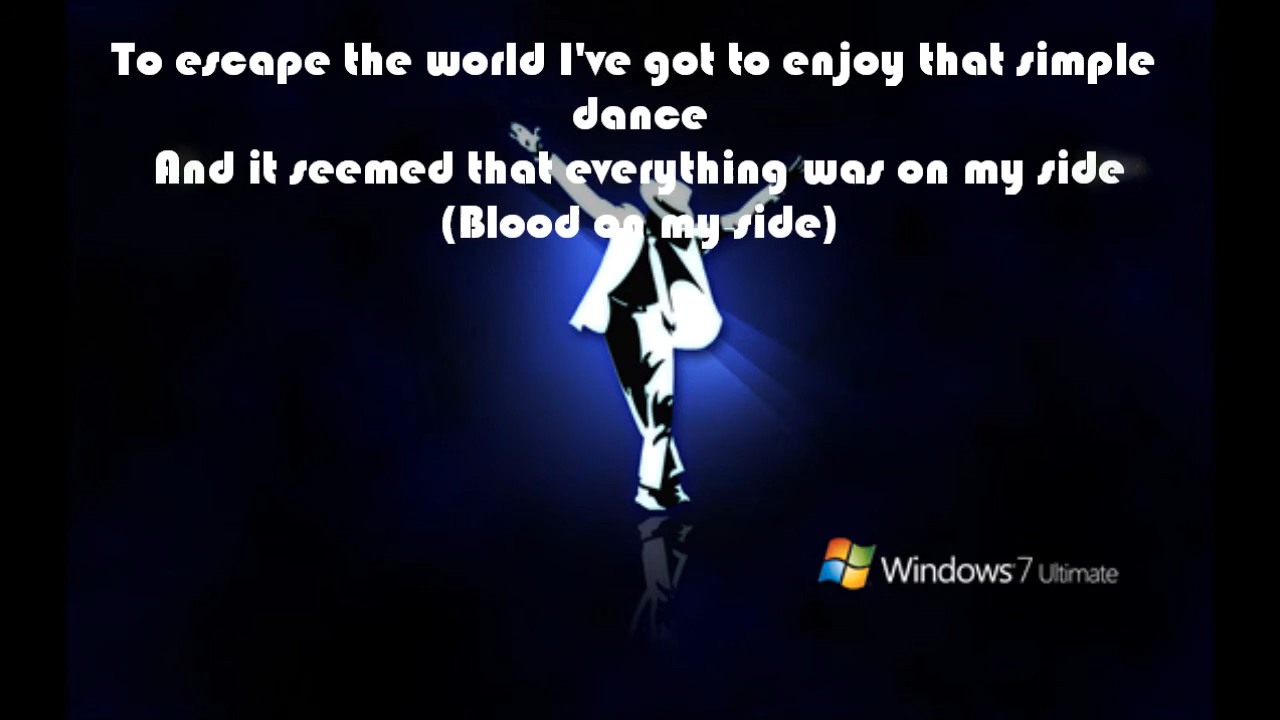 To escape the world I've got to enjoy that simple
dance
And it seemed that everything was on my side
(Blood on my side)
Windows 7 Ultimate